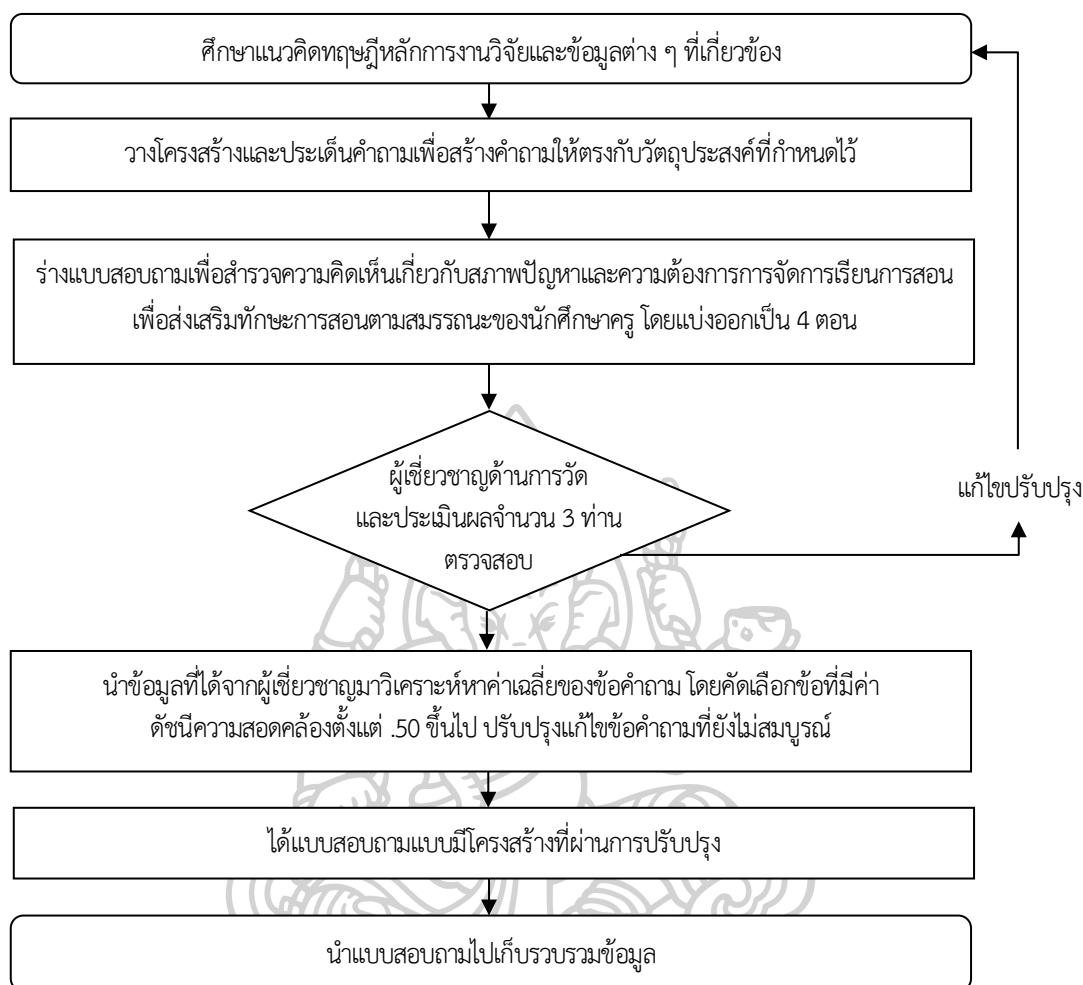 ศึกษาแนวคิดทฤษฎีหลักการงานวิจัยและข้อมูลต่าง ๆ ที่เกี่ยวข้อง
วางโครงสร้างและประเด็นคำถามเพื่อสร้างคำถามให้ตรงกับวัตถุประสงค์ที่กำหนดไว้
ร่างแบบสอบถามเพื่อสำรวจความคิดเห็นเกี่ยวกับสภาพปัญหาและความต้องการการจัดการเรียนการสอน
เพื่อส่งเสริมทักษะการสอนตามสมรรถนะของนักศึกษาครู โดยแบ่งออกเป็น 4 ตอน
ผู้เชี่ยวชาญด้านการวัด
และประเมินผลจำนวน 3 ท่าน
ตรวจสอบ
แก้ไขปรับปรุง
นำข้อมูลที่ได้จากผู้เชี่ยวชาญมาวิเคราะห์หาค่าเฉลี่ยของข้อคำถาม โดยคัดเลือกข้อที่มีค่า
ดัชนีความสอดคล้องตั้งแต่ .50 ขึ้นไป ปรับปรุงแก้ไขข้อคำถามที่ยังไม่สมบูรณ์
ได้แบบสอบถามแบบมีโครงสร้างที่ผ่านการปรับปรุง
นำแบบสอบถามไปเก็บรวบรวมข้อมูล